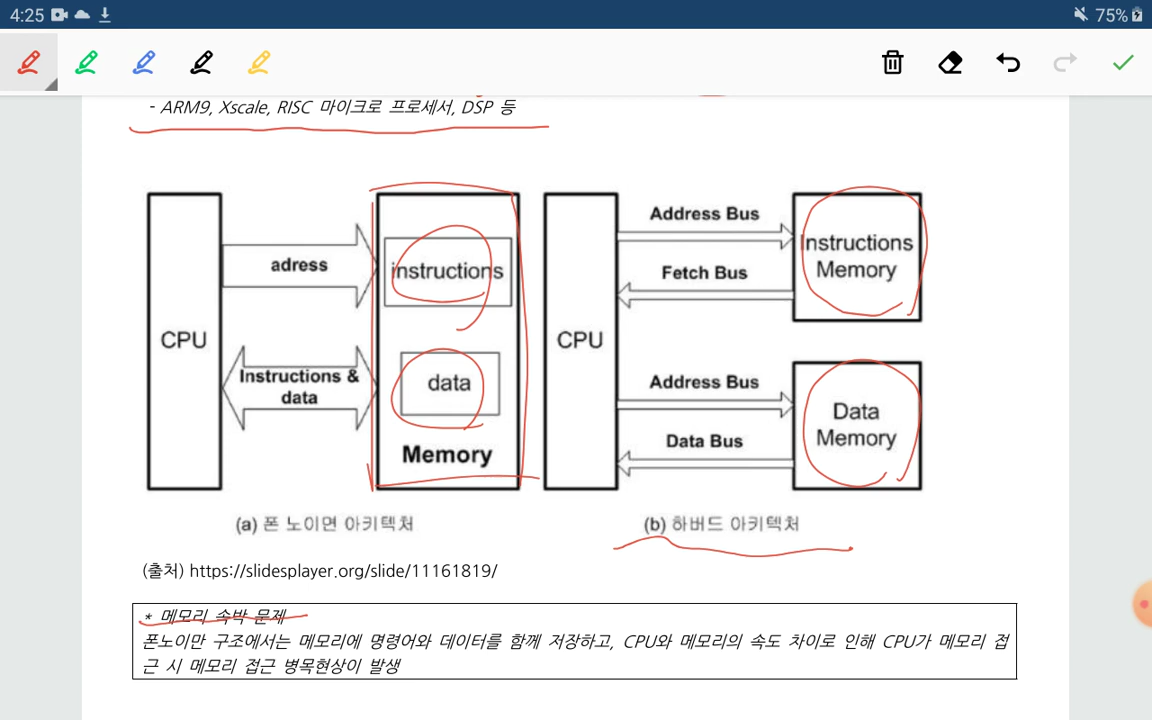 4:25
75%
- ARM9, Xscale, RISC 마이크로 프로세서, DSP 등
CPU
adress
Instructions &
data
instructions
data
Memory
CPU
Address Bus
Fetch Bus
Address Bus
Data Bus
Instructions
Memory
Data
Memory
(a) 폰 노이면 아키텍처
(b) 하버드 아키텍처
(출처) https://slidesplayer.org/slide/11161819/
* 메모리 속박 문제
폰노이만 구조에서는 메모리에 명령어와 데이터를 함께 저장하고, CPU와 메모리의 속도 차이로 인해 CPU가 메모리 접
근 시 메모리 접근 병목현상이 발생